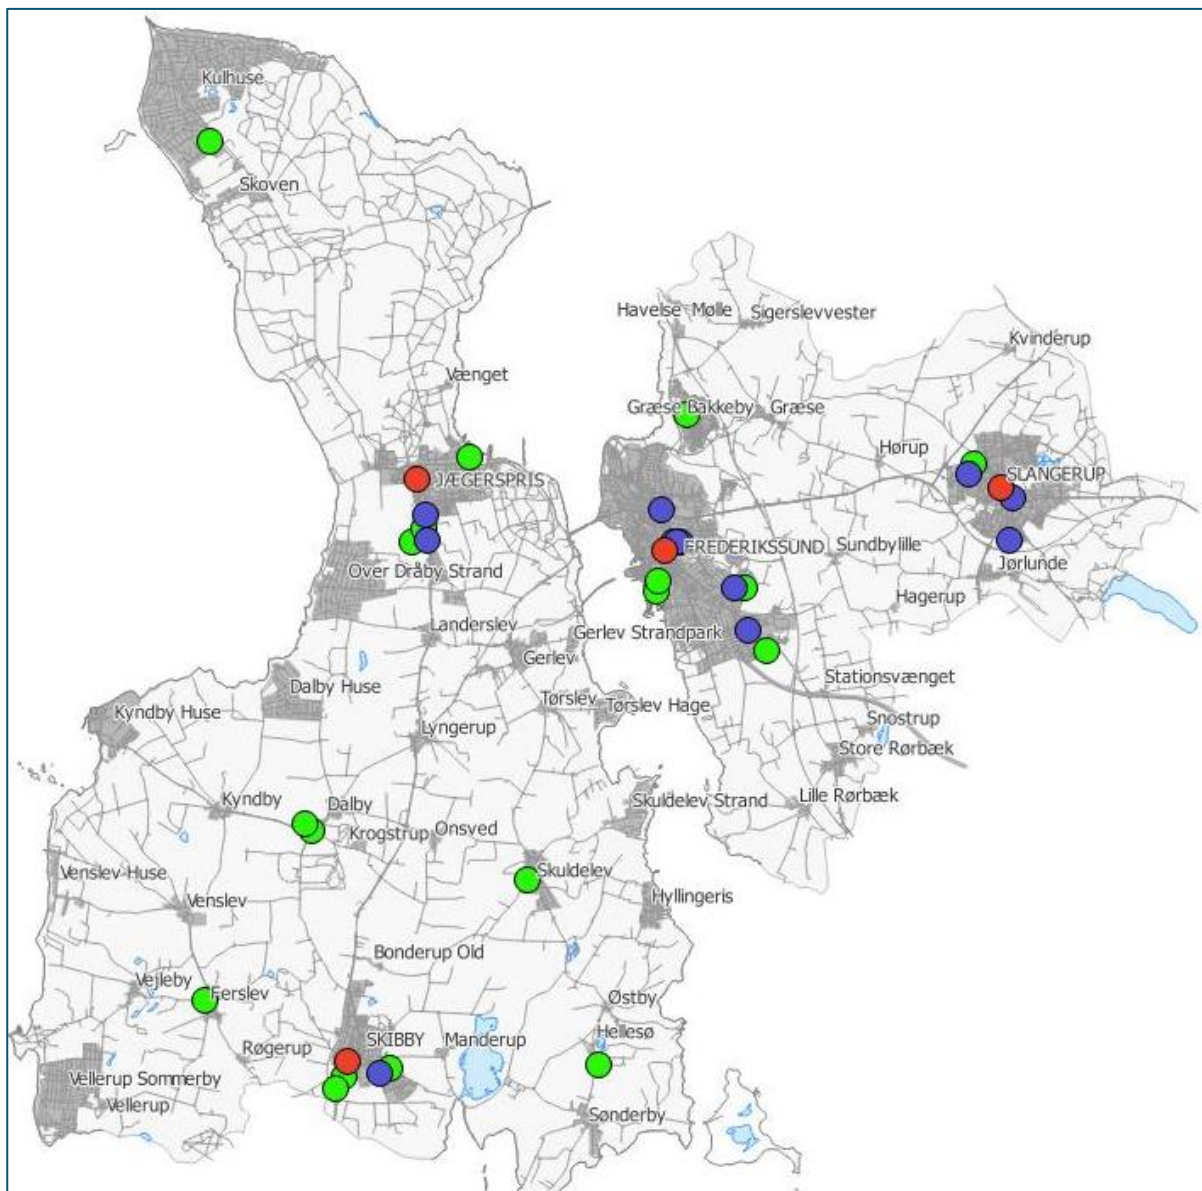 Kulhuse
Skoven
Havelse Mølle
Sigerslevvester
Kvinderup
Vænget
Græse Bakkeby
Græse
Hørup
SLANGERUP
JÆGERSPRIS
FREDERIKSSUND
Sundbylille
Jørlunde
Over Dråby Strand
Hagerup
Landerslev
Gerlev Strandpark
Gerlev
Stationsvænget
Dalby Huse
Tørslev
Tørslev Hage
Kyndby Huse
Snostrup
Lyngerup
Store Rørbæk
Lille Rørbæk
Skuldelev Strand
Kyndby
Dalby
Krogstrup
Onsved
Venslev Huse
Skuldelev
Hyllingeris
Venslev
Bonderup Old
Vejleby
Ferslev
Østby
Hellesø
SKIBBY
Manderup
Røgerup
Vellerup Sommerby
Vellerup
Sønderby